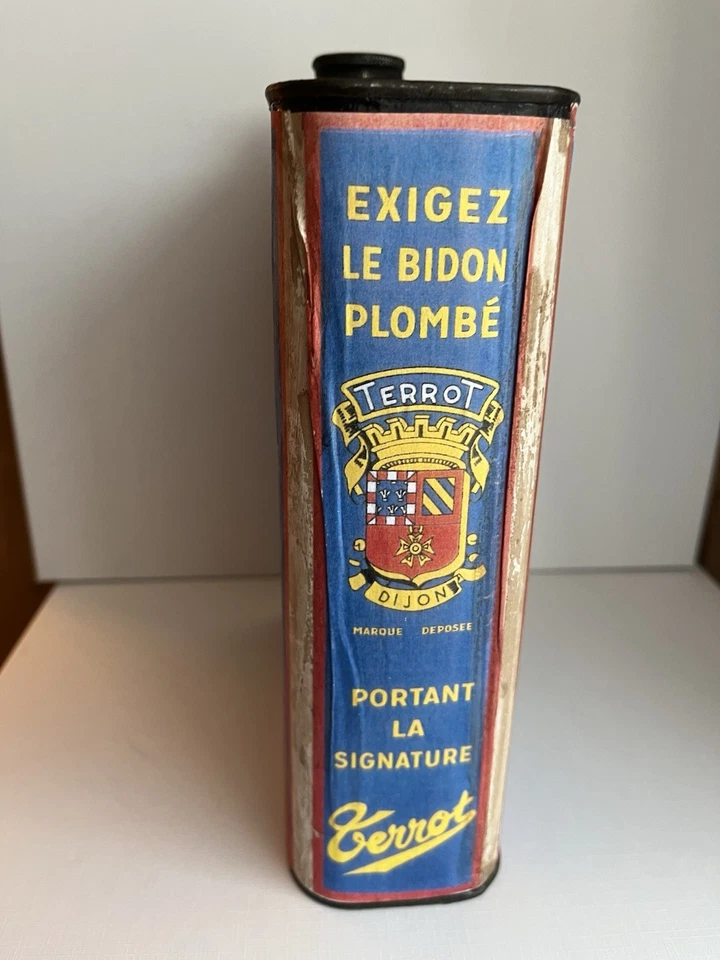 EXIGEZ
LE BIDON
PLOMBÉ
TERROT
DIJON
MARQUE DEPOSEE
PORTANT
LA
SIGNATURE
Terrot